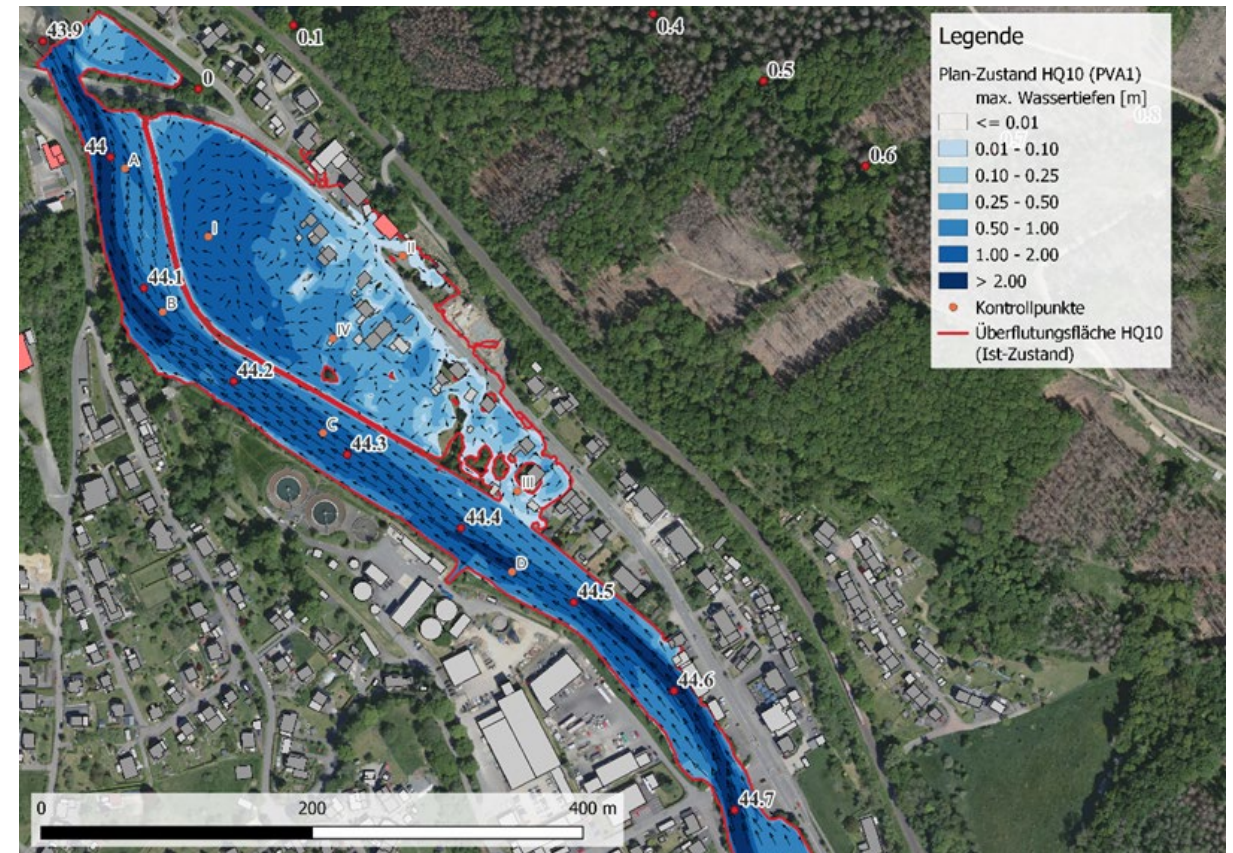 43.9
0.1
0.4
0.5
0.6
0.8
0
44
A
I
II
44.1
B
IV
44.2
C
44.3
III
44.4
D
44.5
44.6
44.7
Legende
Plan-Zustand HQ10 (PVA1)
max. Wassertiefen [m]
<= 0.01
0.01 - 0.10
0.10 - 0.25
0.25 - 0.50
0.50 - 1.00
1.00 - 2.00
> 2.00
Kontrollpunkte
Überflutungsfläche HQ10
(Ist-Zustand)
0 200 400 m